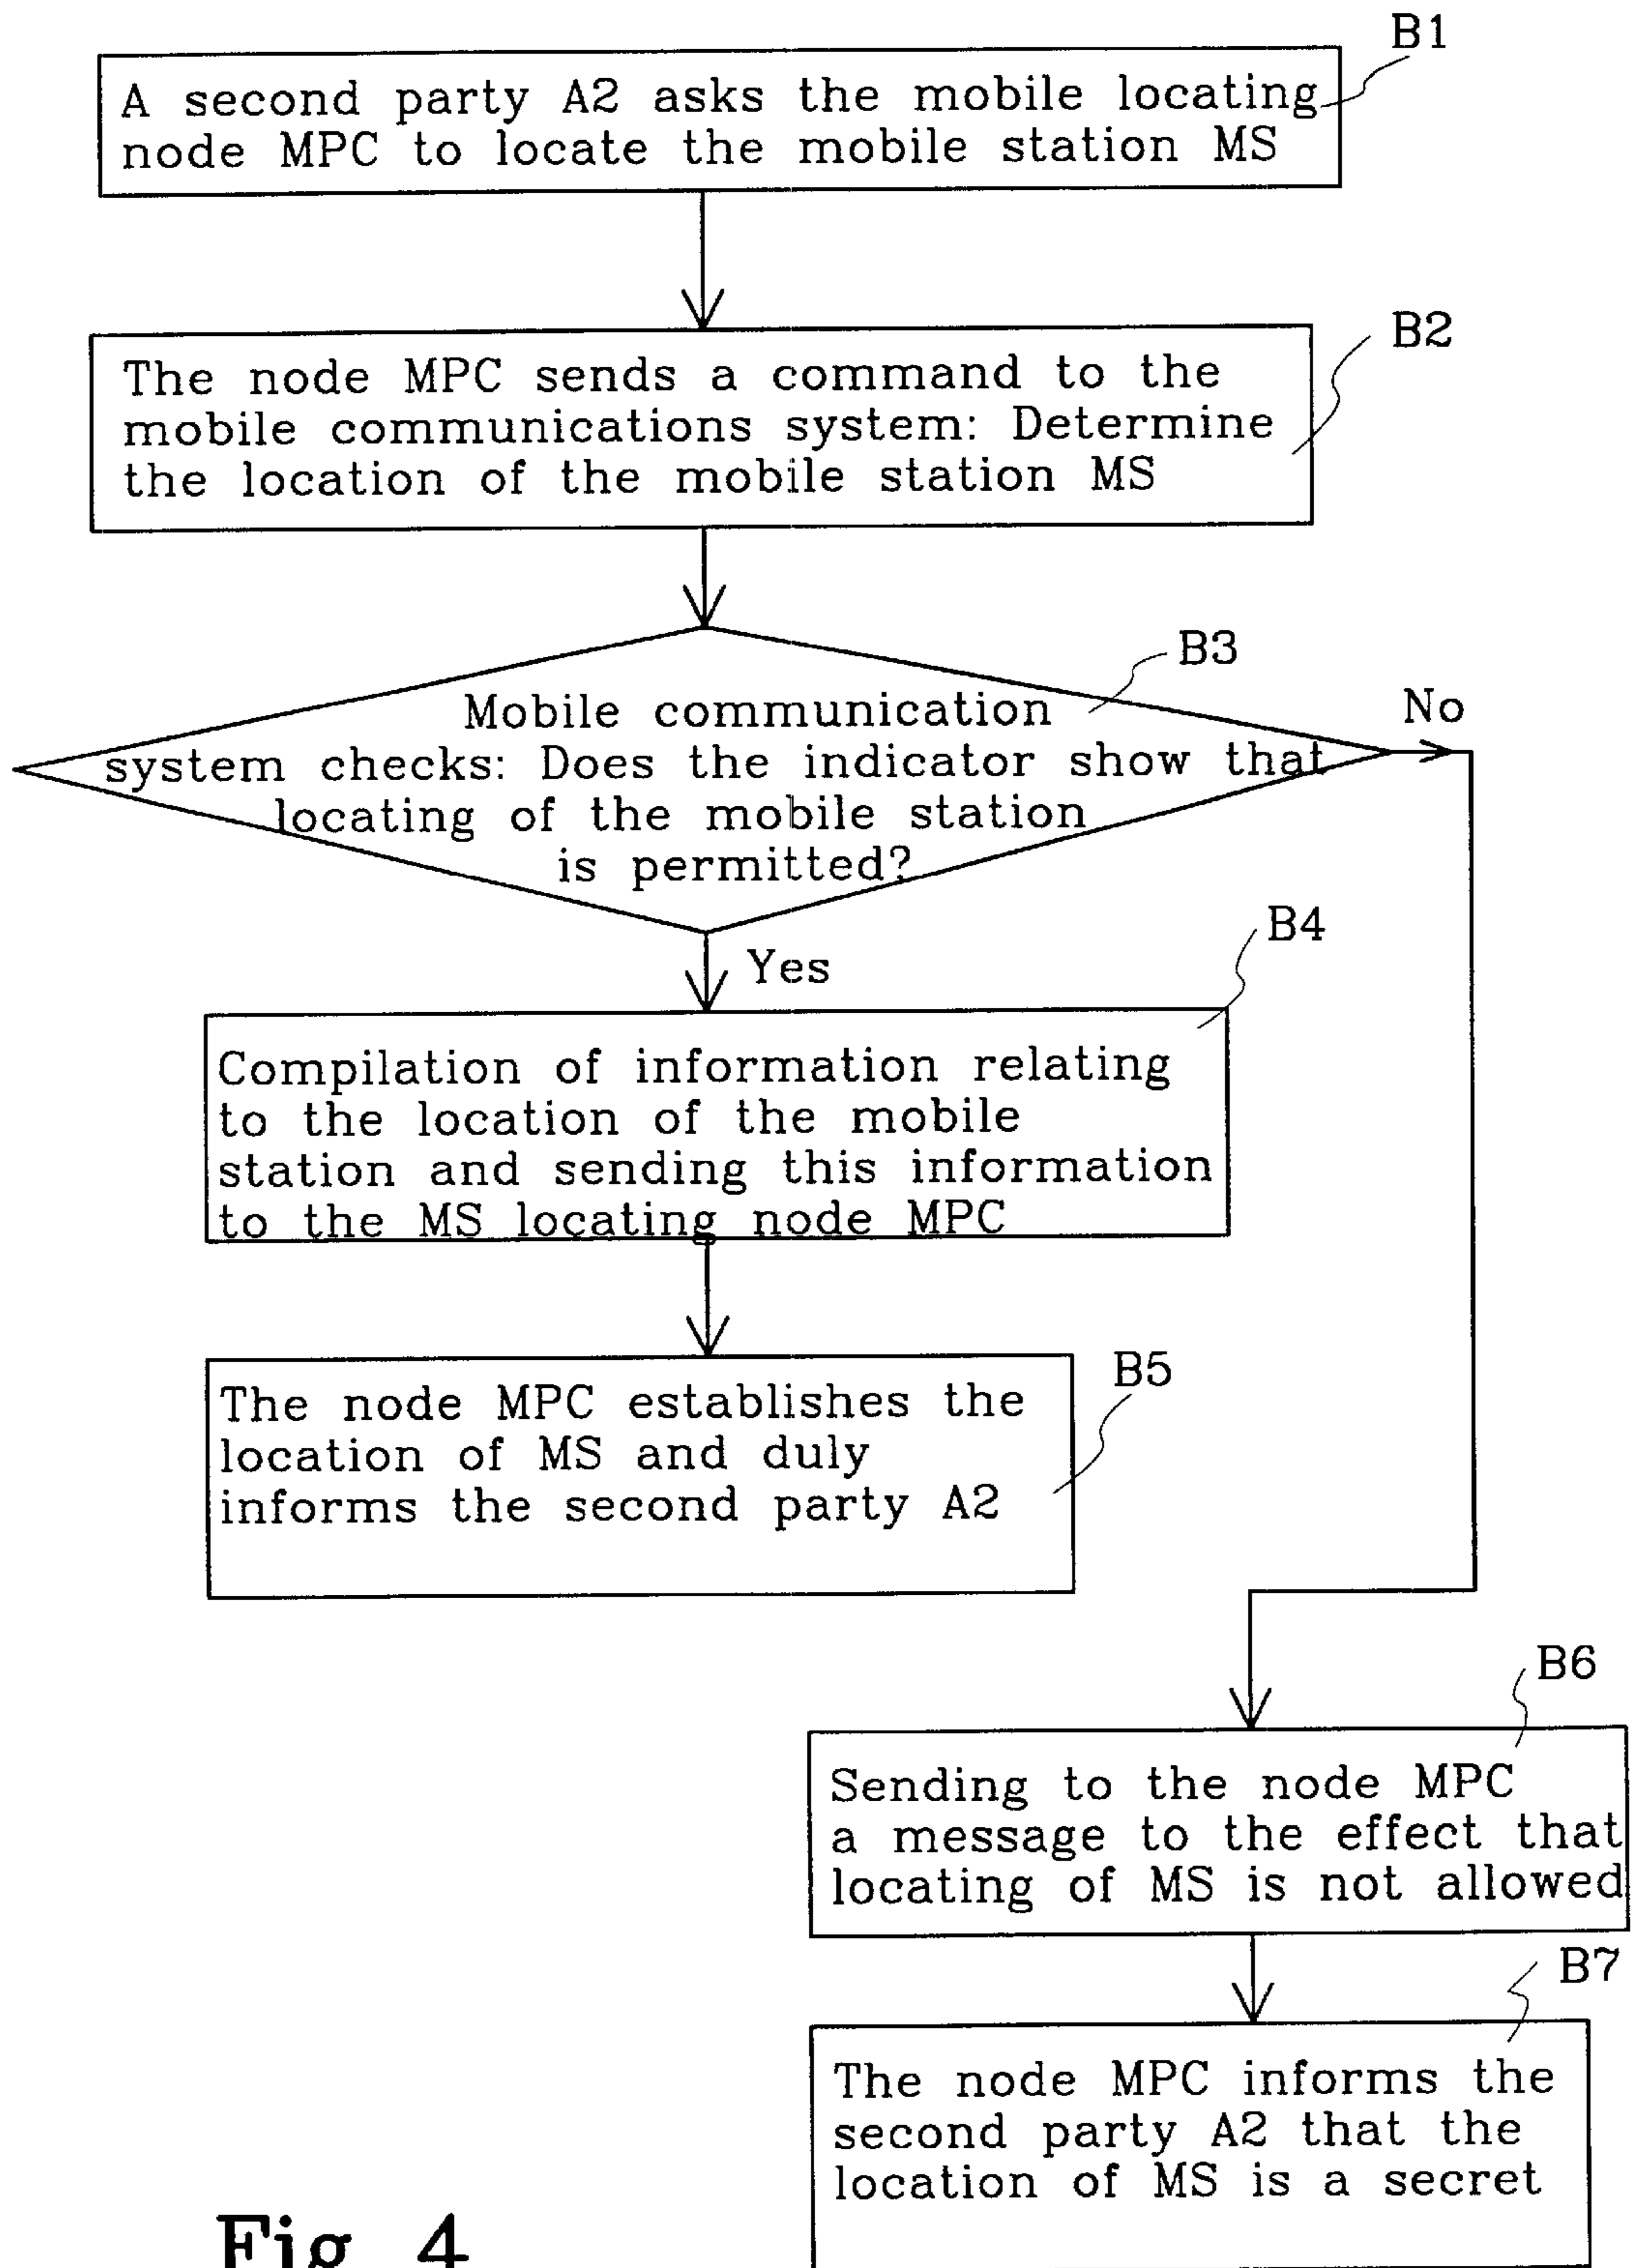 B1
A second party A2 asks the mobile locating
node MPC to locate the mobile station MS
B2
The node MPC sends a command to the
mobile communications system: Determine
the location of the mobile station MS
B3
No
Mobile communication
system checks: Does the indicator show that
locating of the mobile station
is permitted?
Yes
B4
Compilation of information relating
to the location of the mobile
station and sending this information
to the MS locating node MPC
B5
The node MPC establishes the
location of MS and duly
informs the second party A2
B6
Sending to the node MPC
a message to the effect that
locating of MS is not allowed
B7
The node MPC informs the
second party A2 that the
location of MS is a secret
Fig 4